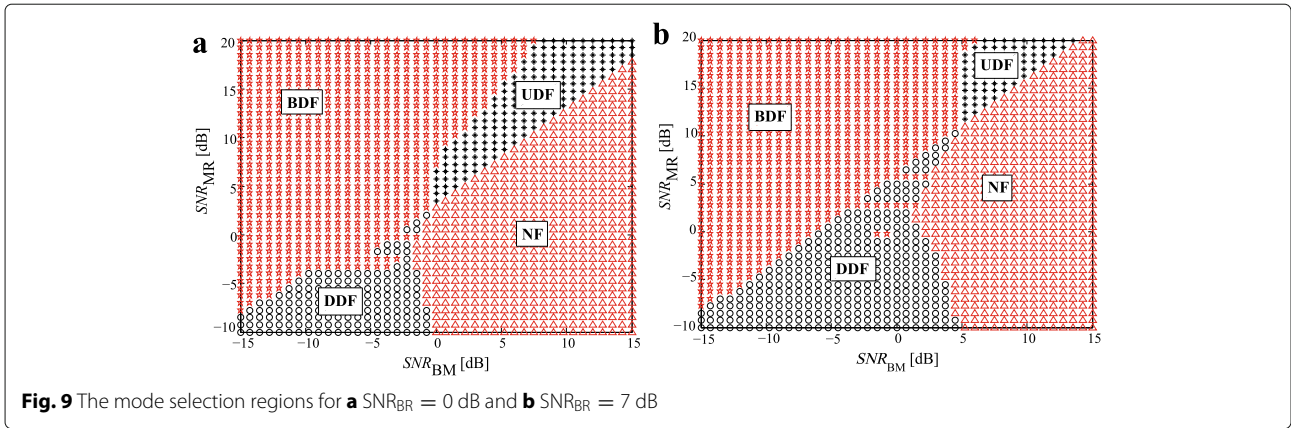 a
20
15
10
5
0
−5
−10
SNR_MR [dB]
BDF
UDF
NF
DDF
−15 −10 −5 0 5 10 15
SNR_BM [dB]
b
20
15
10
5
0
−5
−10
SNR_MR [dB]
BDF
UDF
NF
DDF
−15 −10 −5 0 5 10 15
SNR_BM [dB]
Fig. 9 The mode selection regions for a SNR_BR = 0 dB and b SNR_BR = 7 dB